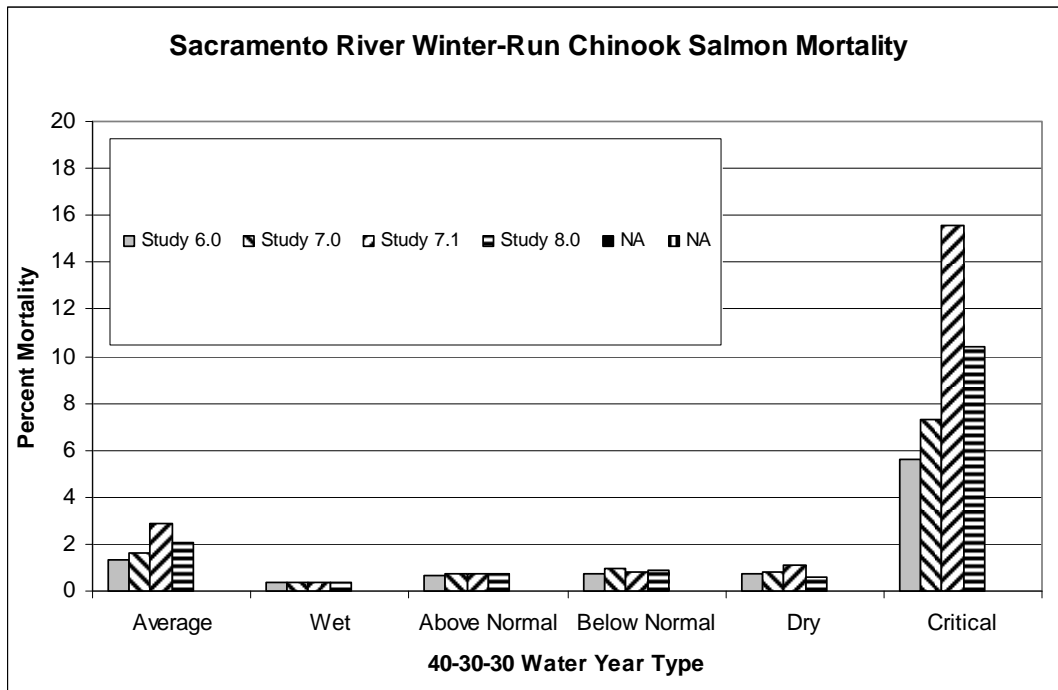 Sacramento River Winter-Run Chinook Salmon Mortality
Percent Mortality
20
18
16
14
12
10
8
6
4
2
0
Study 6.0 Study 7.0 Study 7.1 Study 8.0 NA NA
Average Wet Above Normal Below Normal Dry Critical
40-30-30 Water Year Type